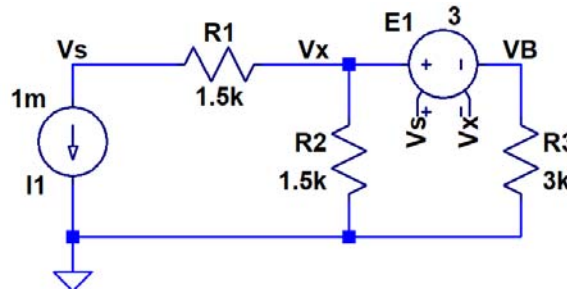 E1 3
Vs R1 Vx VB
1.5k
1m
+ -
Vs + - Vx
R2 R3
I1 1.5k 3k